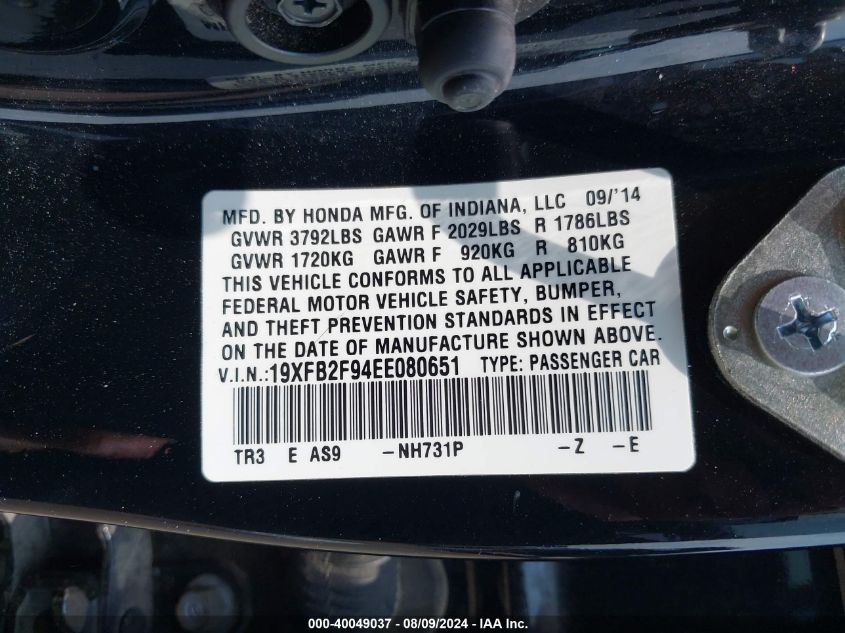 MFD. BY HONDA MFG. OF INDIANA, LLC 09/'14
GVWR 3792LBS GAWR F 2029LBS R 1786LBS
GVWR 1720KG GAWR F 920KG R 810KG
THIS VEHICLE CONFORMS TO ALL APPLICABLE
FEDERAL MOTOR VEHICLE SAFETY, BUMPER,
AND THEFT PREVENTION STANDARDS IN EFFECT
ON THE DATE OF MANUFACTURE SHOWN ABOVE.
V.I.N.:19XFB2F94EE080651 TYPE: PASSENGER CAR
TR3 E AS9 -NH731P -Z -E
000-40049037 - 08/09/2024 - IAA Inc.